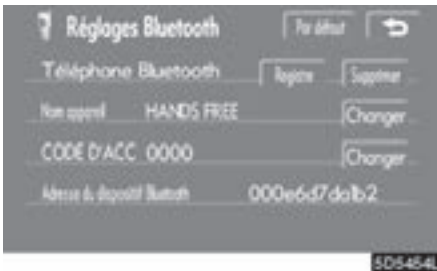 Réglages Bluetooth Par défaut
Téléphone Bluetooth Registre Supprimer
Nom appareil HANDS FREE Changer
CODE D'ACC 0000 Changer
Adresse du dispositif Bluetooth 000e6d7da1b2
5D5454L